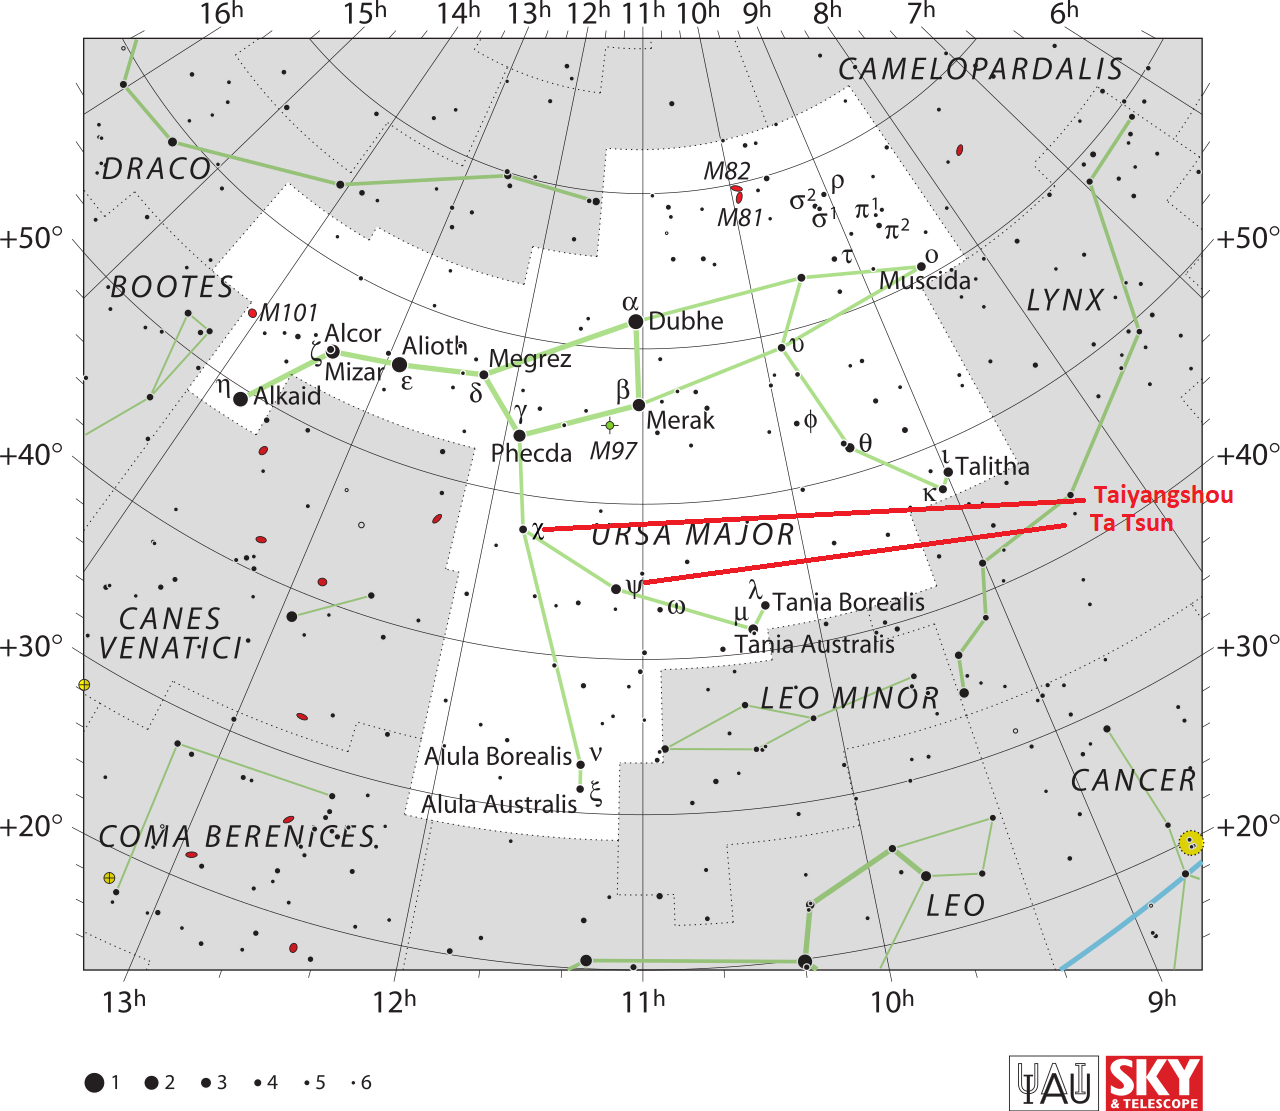 16h 15h 14h 13h 12h 11h 10h 9h 8h 7h 6h
CAMELOPARDALIS
DRACO
M82
ρ
σ² σ¹ π¹
M81
π²
+50° +50°
τ ο
BOOTES
Muscida
LYNX
α
M101
Dubhe
Alcor
ζ
Alioth
Megrez
υ
Mizar ε
η Alkaid
δ
β
γ
Merak
φ
Phecda
M97
θ
+40° +40°
ι Talitha
κ
Taiyangshou
Ta Tsun
χ URSA MAJOR
ψ
ω
λ Tania Borealis
μ
Tania Australis
CANES
VENATICI
+30° +30°
LEO MINOR
Alula Borealis ν
Alula Australis ξ
CANCER
+20° +20°
COMA BERENICES
LEO
13h 12h 11h 10h 9h
1 2 3 4 5 6
IAU
SKY
& TELESCOPE